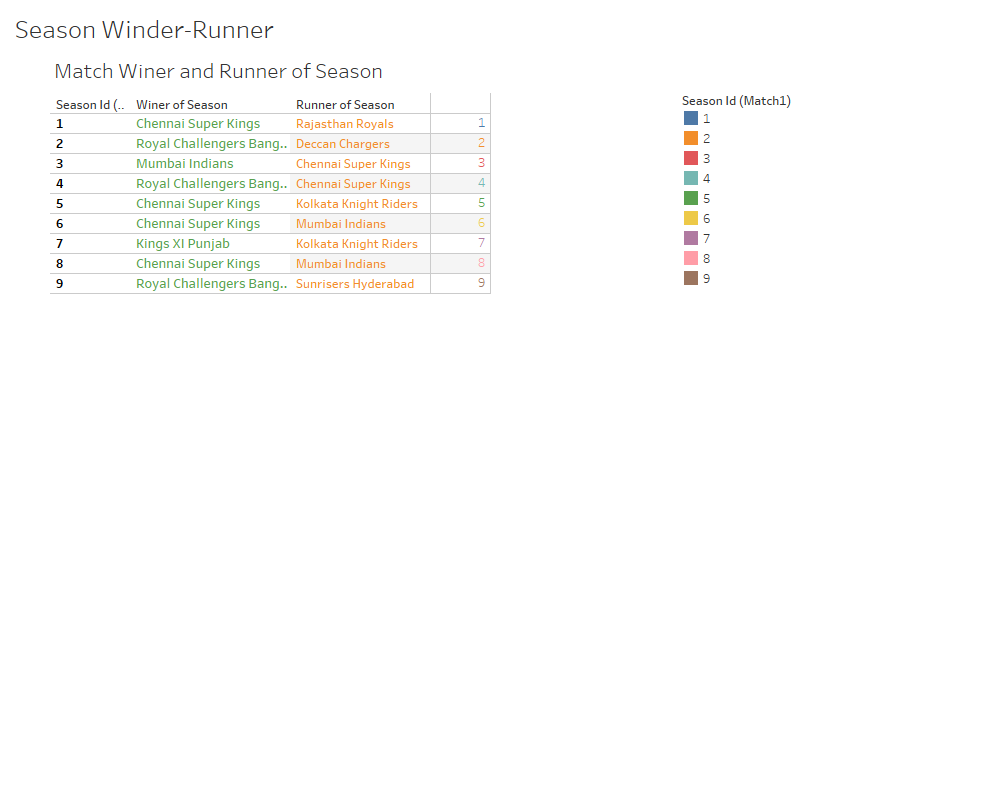 Season Winder-Runner
Match Winer and Runner of Season
Season Id (.. Winer of Season Runner of Season
1 Chennai Super Kings Rajasthan Royals 1
2 Royal Challengers Bang.. Deccan Chargers 2
3 Mumbai Indians Chennai Super Kings 3
4 Royal Challengers Bang.. Chennai Super Kings 4
5 Chennai Super Kings Kolkata Knight Riders 5
6 Chennai Super Kings Mumbai Indians 6
7 Kings XI Punjab Kolkata Knight Riders 7
8 Chennai Super Kings Mumbai Indians 8
9 Royal Challengers Bang.. Sunrisers Hyderabad 9
Season Id (Match1)
1
2
3
4
5
6
7
8
9